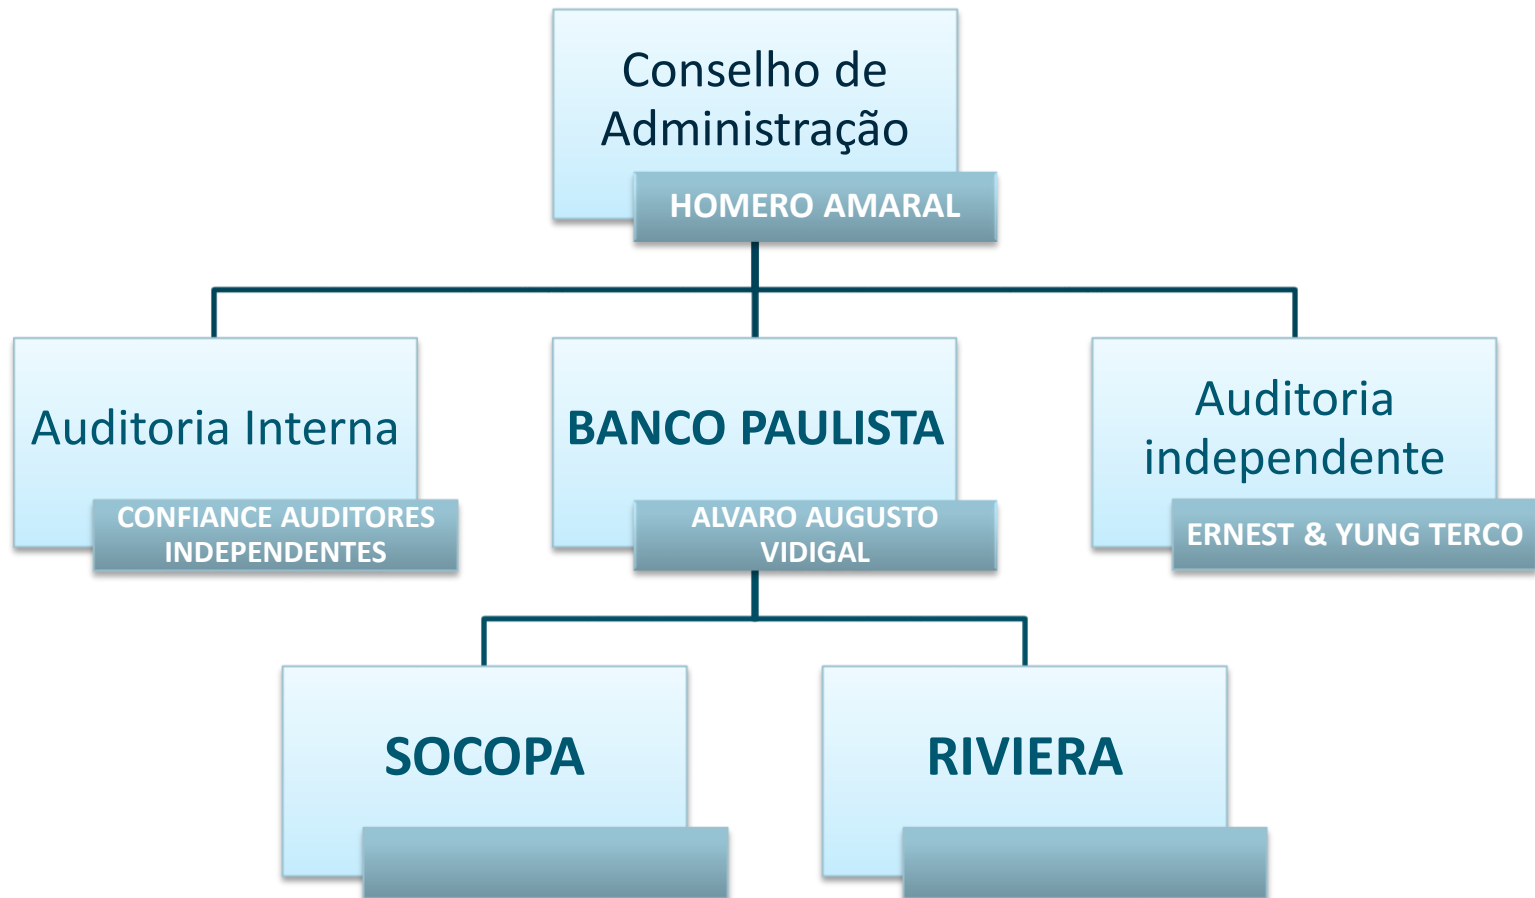 Conselho de
Administração
HOMERO AMARAL
Auditoria Interna
CONFIANCE AUDITORES
INDEPENDENTES
BANCO PAULISTA
ALVARO AUGUSTO
VIDIGAL
Auditoria
independente
ERNEST & YUNG TERCO
SOCOPA
RIVIERA